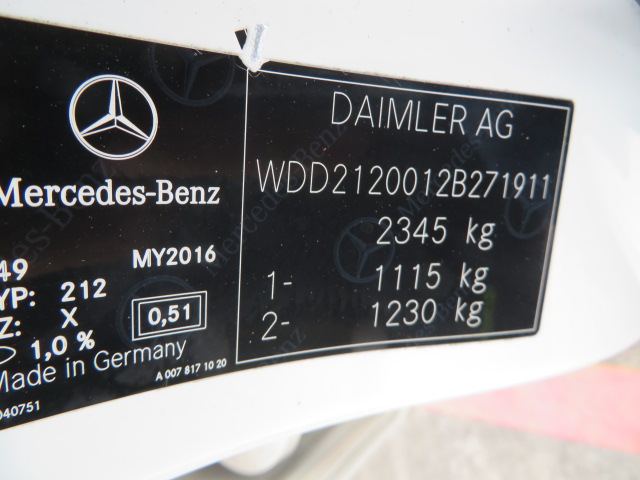 Mercedes-Benz
49
MY2016
YP: 212
Z: X
0,51
1,0 %
Made in Germany
A 007 817 10 20
040751
DAIMLER AG
WDD2120012B271911
2345 kg
1- 1115 kg
2- 1230 kg